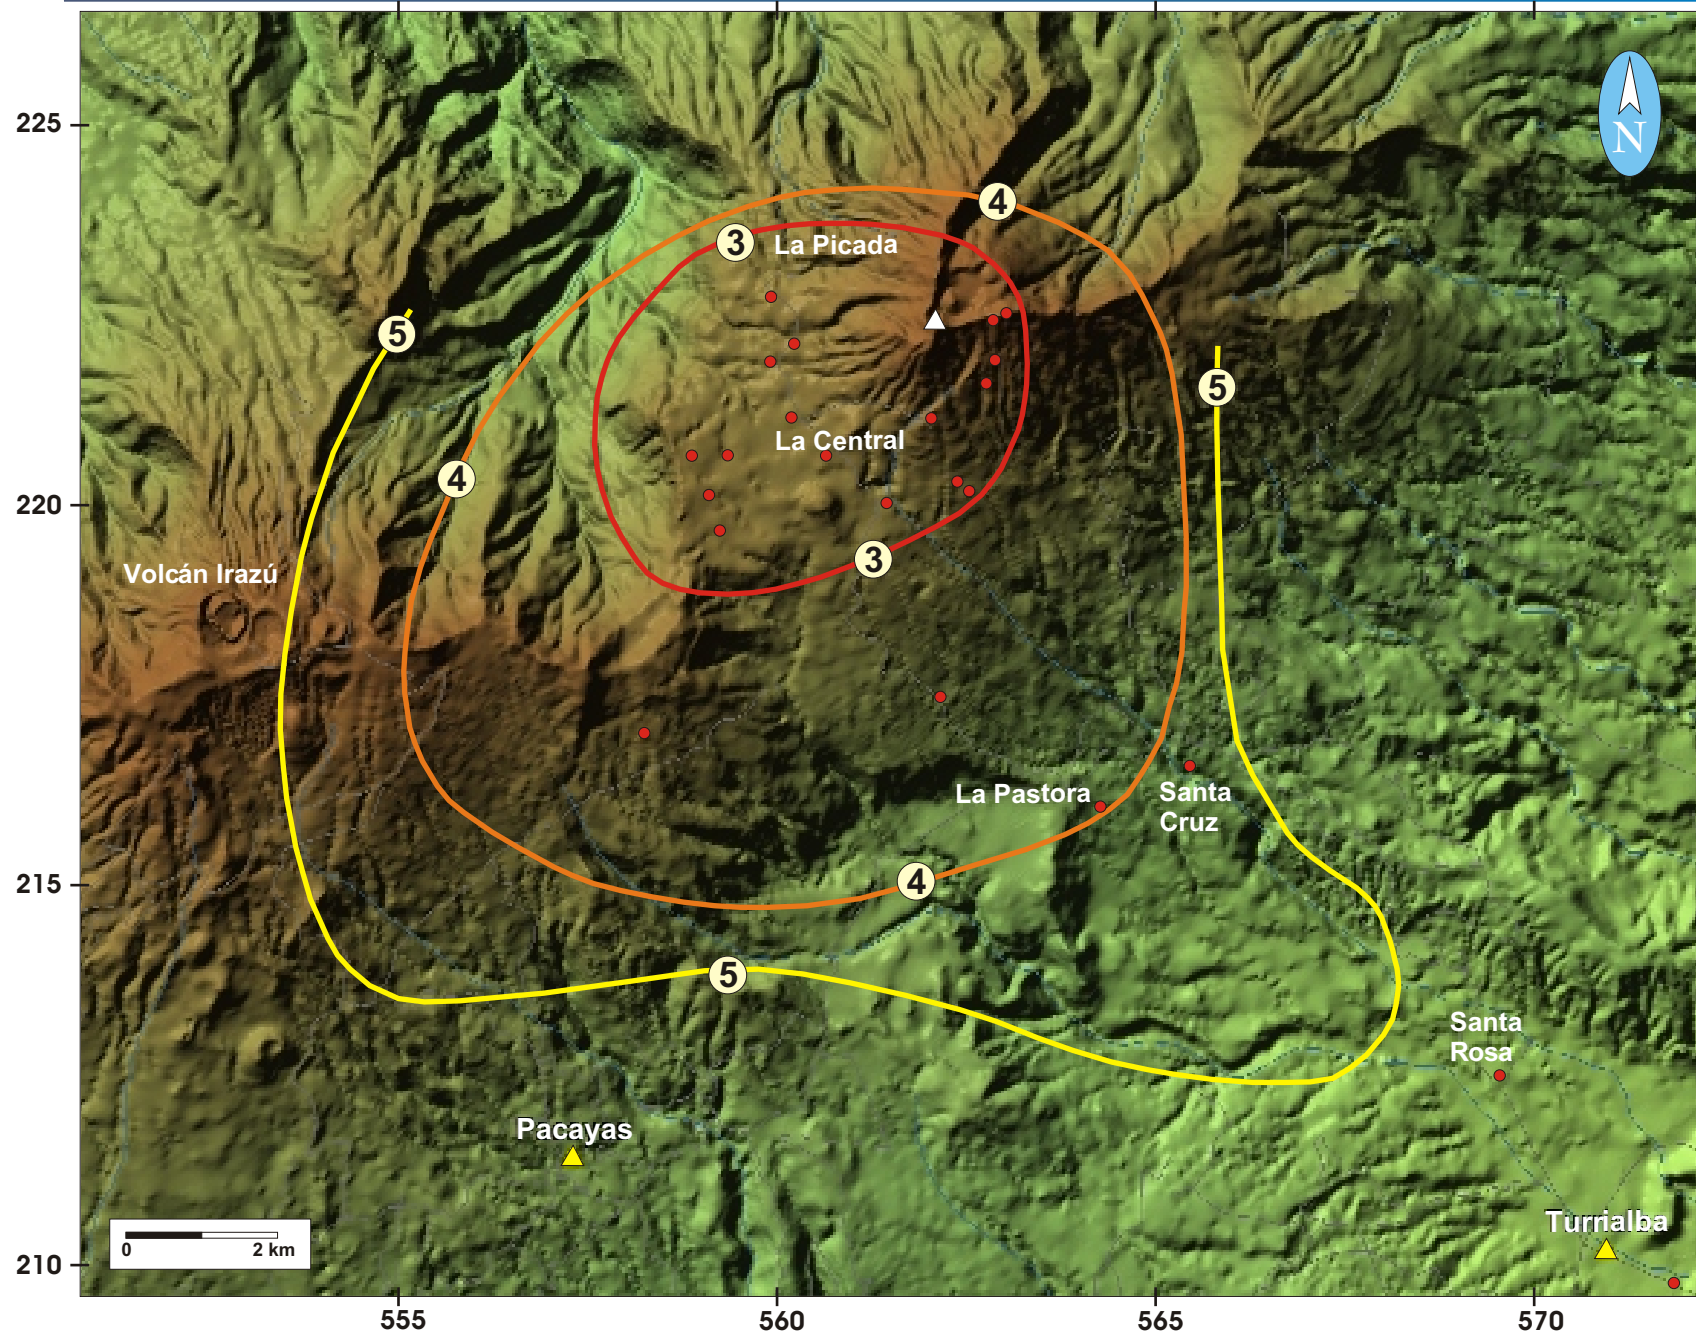 225
N
4
3
La Picada
5
5
La Central
4
220
3
Volcán Irazú
La Pastora
Santa
Cruz
215
4
5
Santa
Rosa
Pacayas
Turrialba
0 2 km
210
555 560 565 570